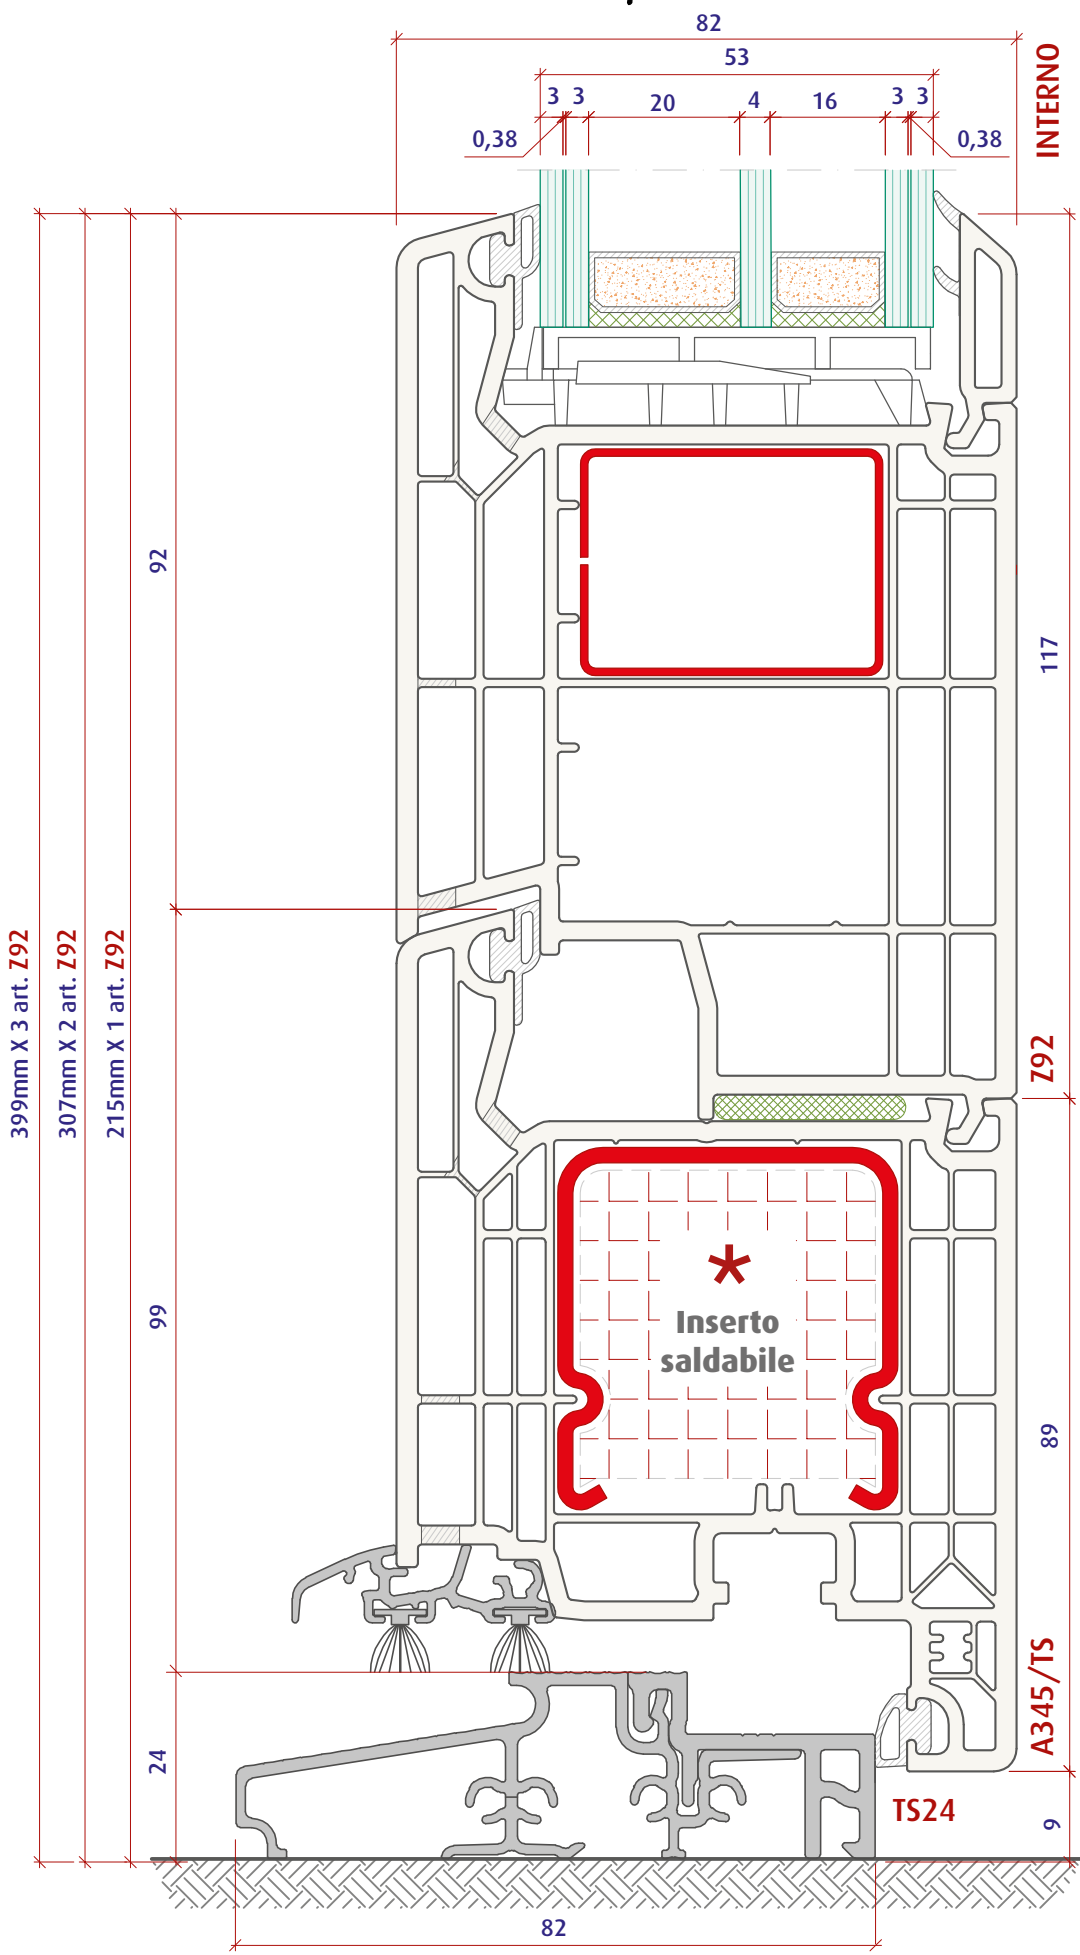 82
53
3 3 20 4 16 3 3
0,38 0,38
INTERNO
92
117
399mm X 3 art. Z92
307mm X 2 art. Z92
215mm X 1 art. Z92
Z92
*
Inserto
saldabile
99
89
A345/TS
24
TS24
9
82